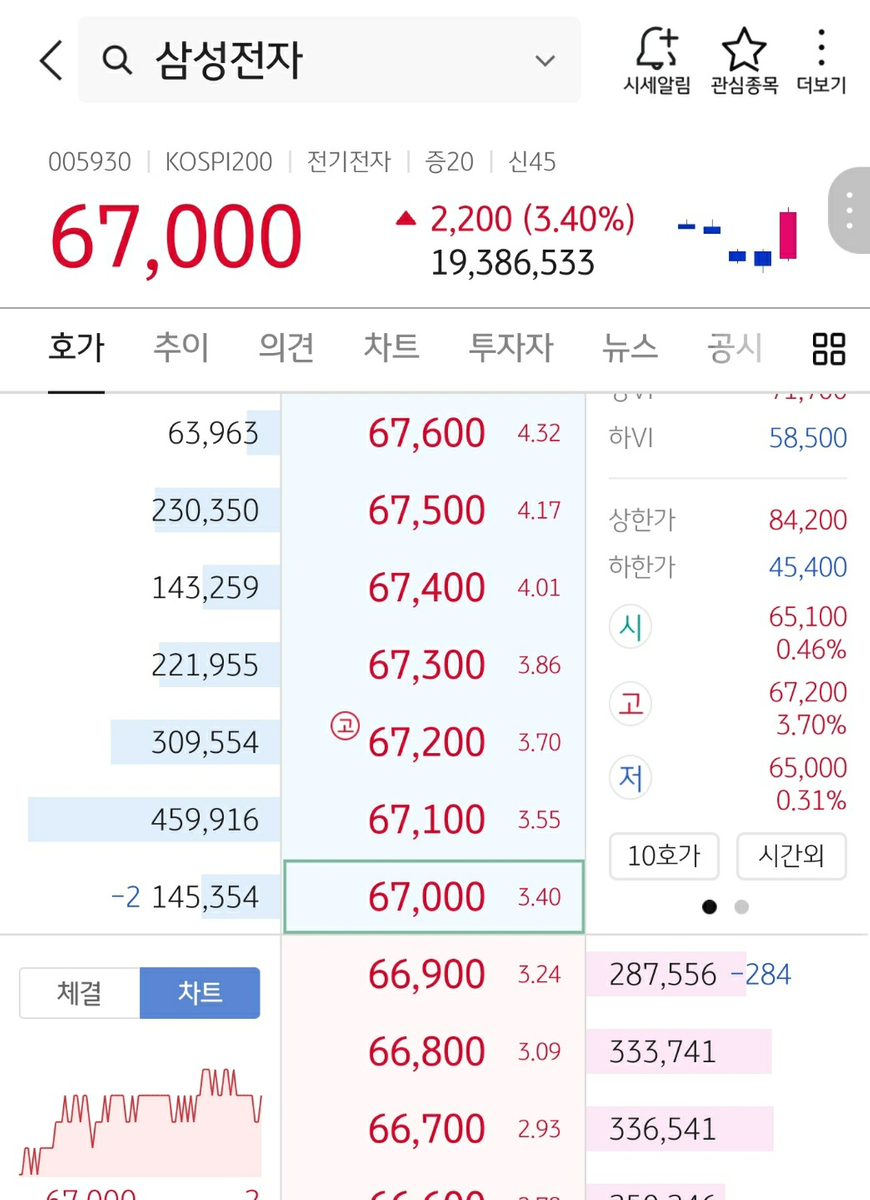 삼성전자
시세알림 관심종목 더보기
005930 | KOSPI200 | 전기전자 | 증20 | 신45
67,000 ▲ 2,200 (3.40%)
19,386,533
호가 추이 의견 차트 투자자 뉴스 공시
63,963 67,600 4.32
하VI 58,500
230,350 67,500 4.17
상한가 84,200
143,259 67,400 4.01
하한가 45,400
시 65,100
0.46%
221,955 67,300 3.86
고 67,200
3.70%
309,554 고 67,200 3.70
저 65,000
0.31%
459,916 67,100 3.55
10호가 시간외
-2 145,354 67,000 3.40
66,900 3.24 287,556 -284
체결 차트
66,800 3.09 333,741
66,700 2.93 336,541